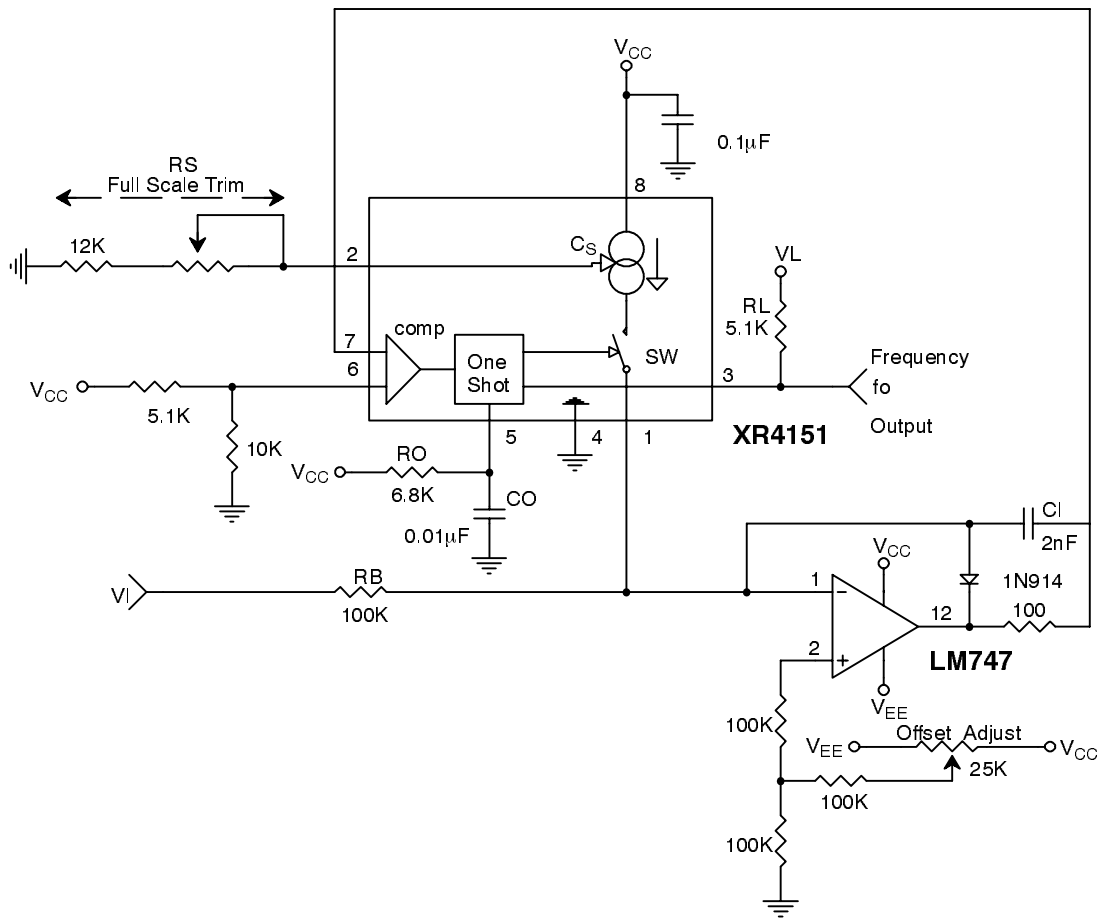 VCC
0.1μF
RS
Full Scale Trim
8
12K
2
CS
VL
RL
5.1K
7
comp
6
One
Shot
SW
3
Frequency
fo
Output
VCC
5.1K
10K
5
4
1
XR4151
VCC
RO
6.8K
CO
0.01μF
CI
2nF
VCC
VI
RB
100K
1
-
1N914
12
100
2
+
LM747
VEE
100K
VEE
Offset Adjust
VCC
25K
100K
100K